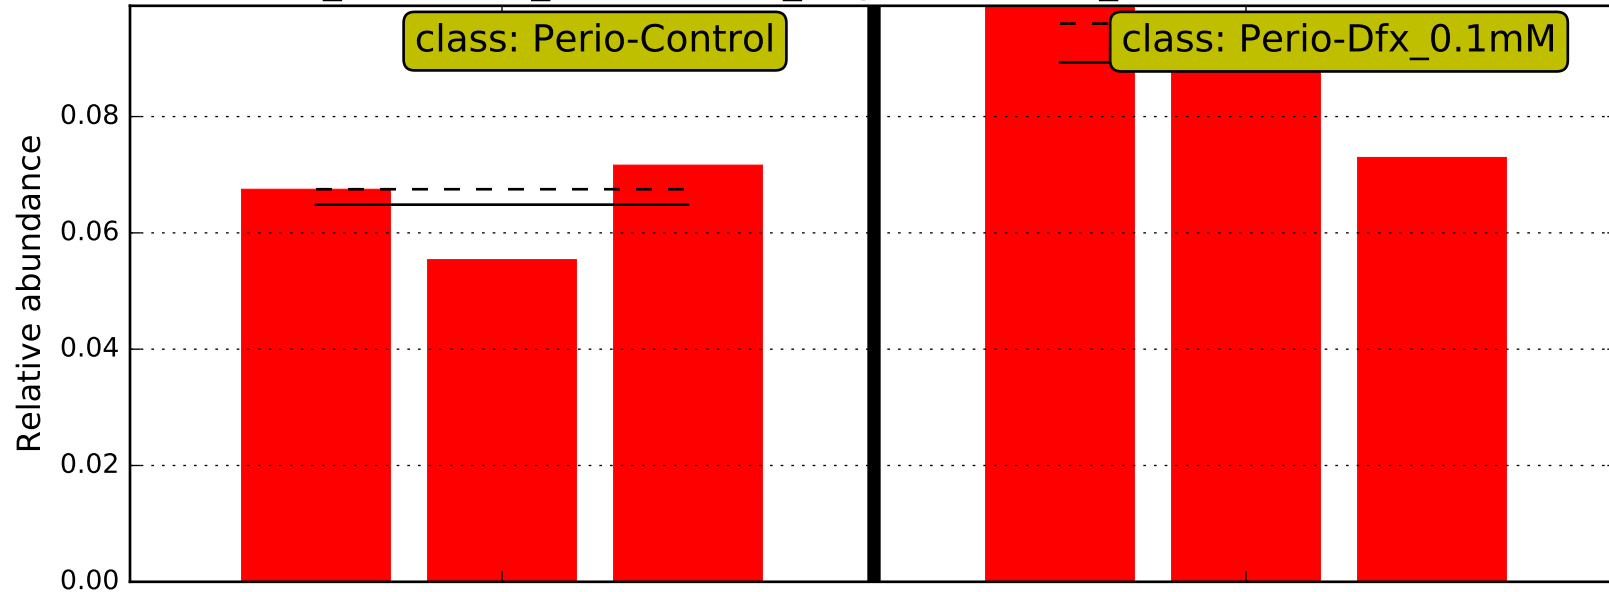 class: Perio-Control
class: Perio-Dfx_0.1mM
Relative abundance
0.08
0.06
0.04
0.02
0.00